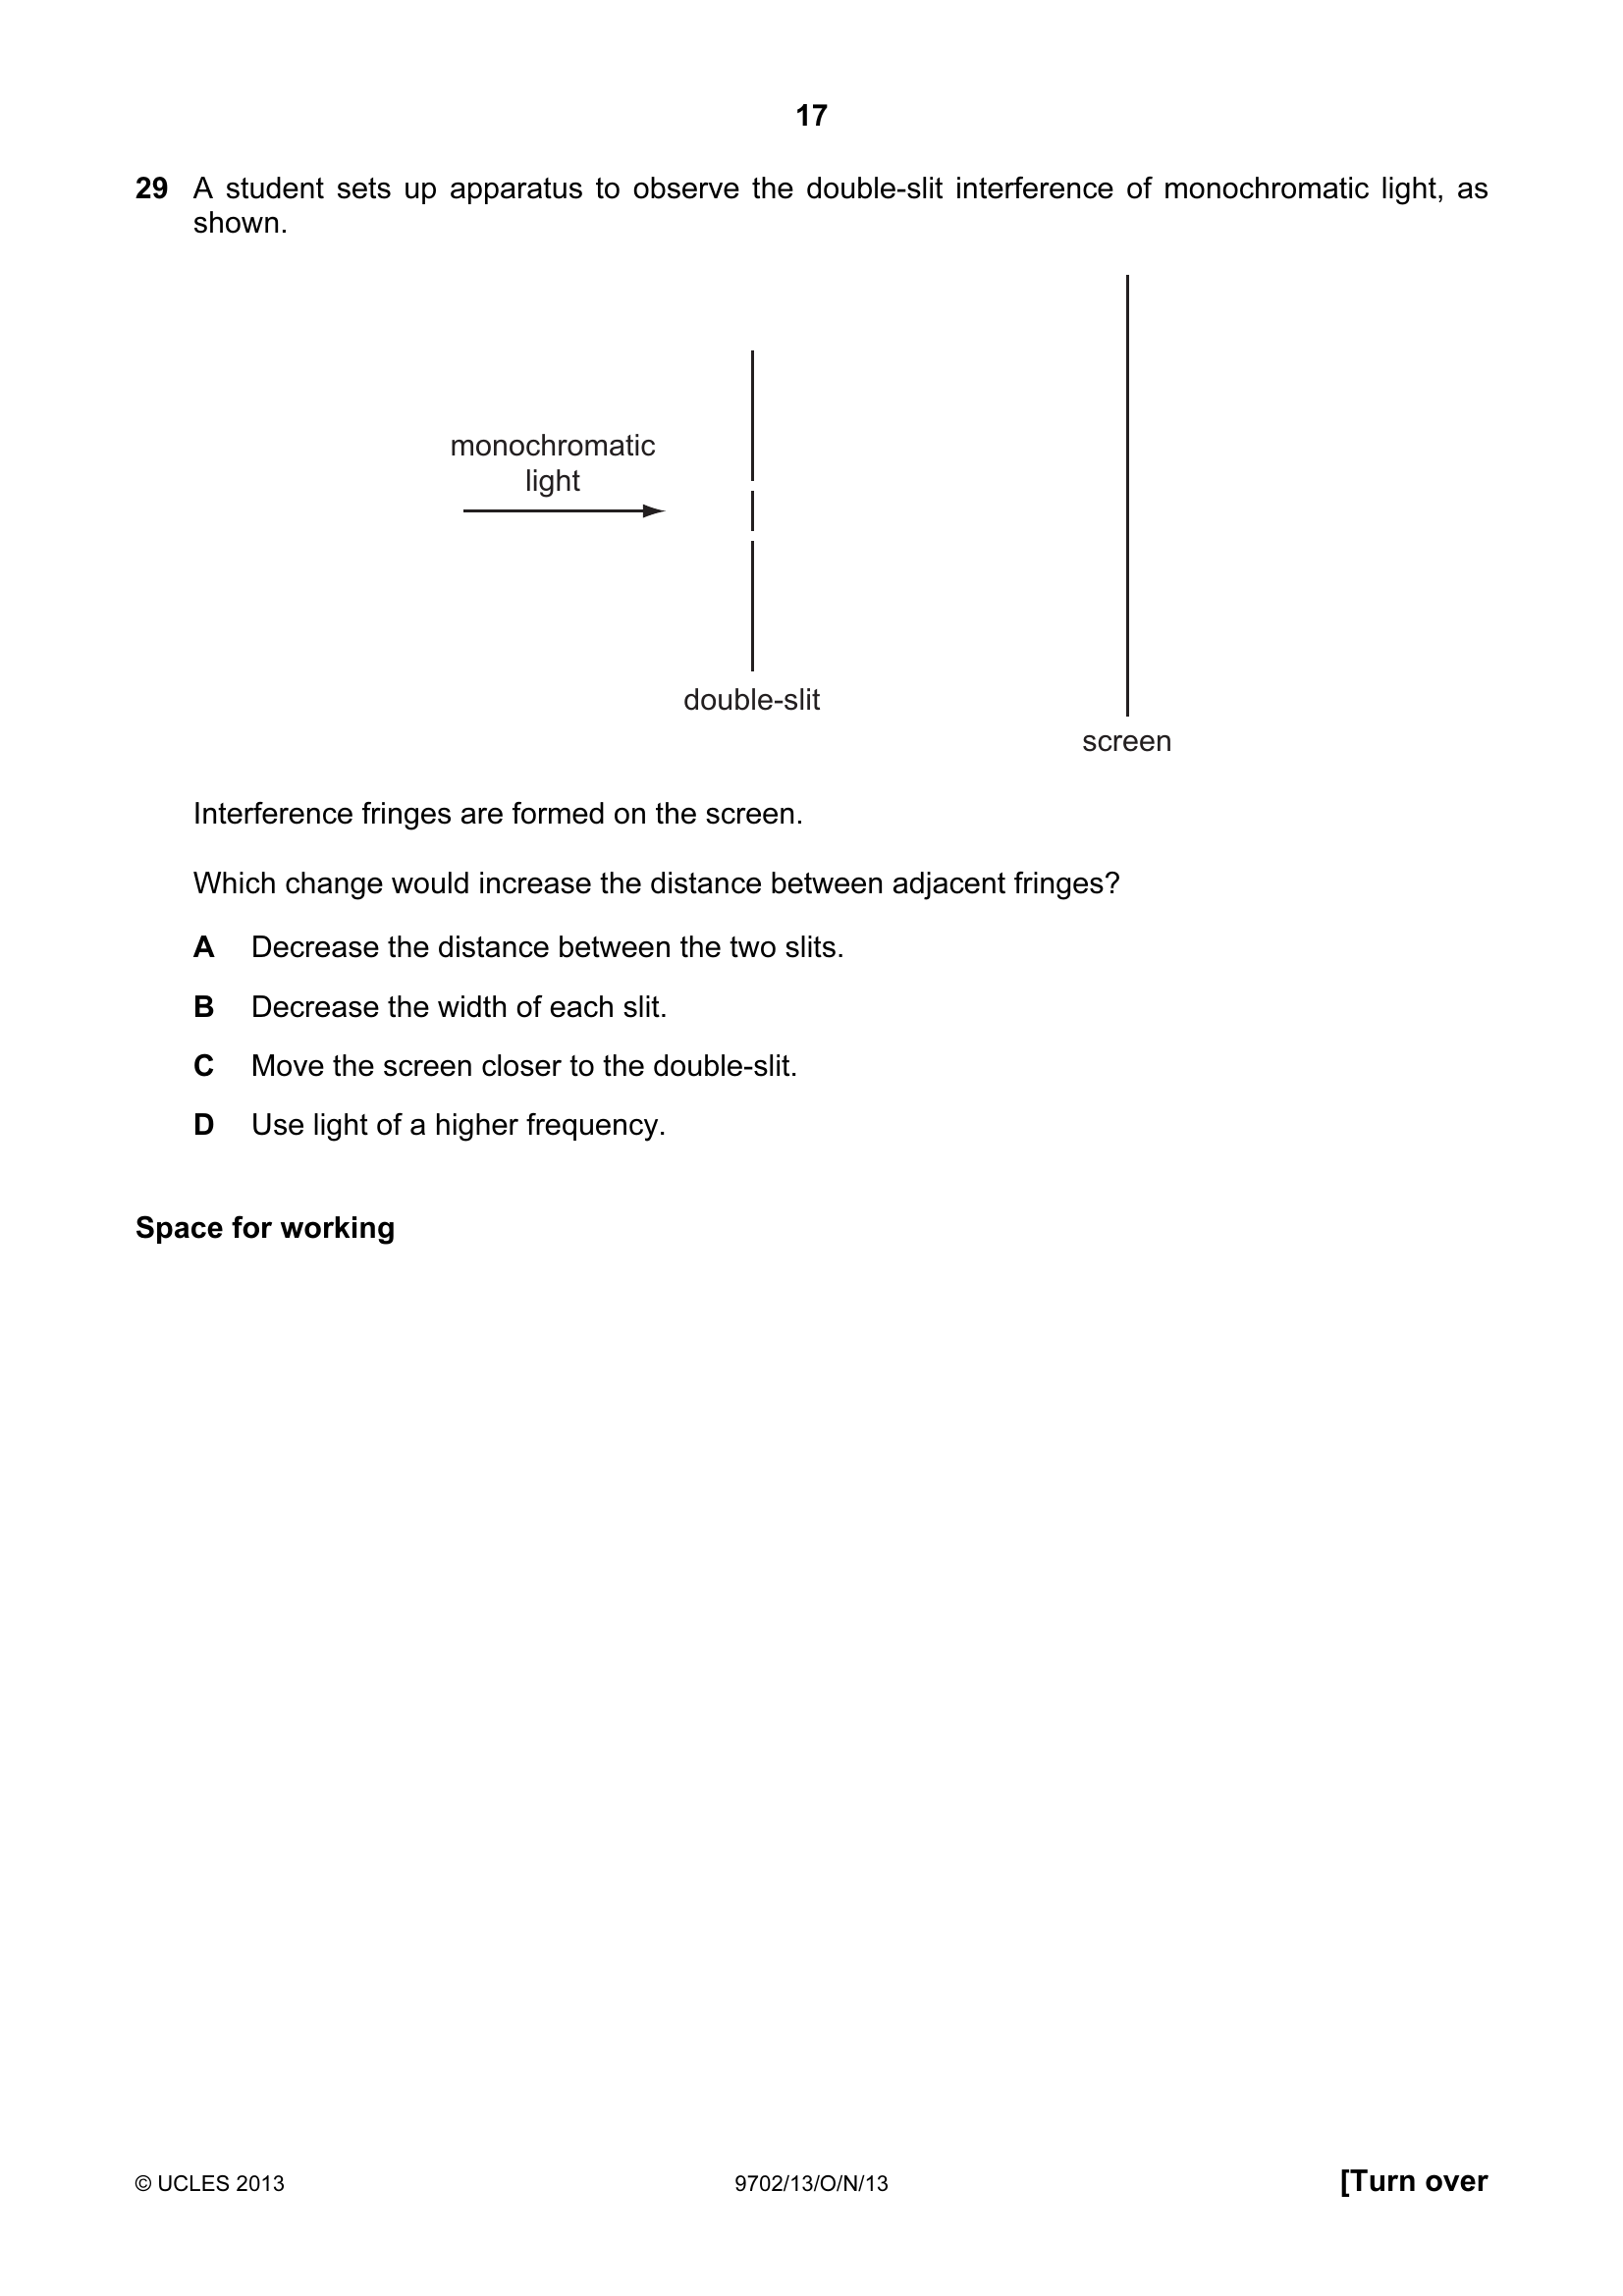 17
29 A student sets up apparatus to observe the double-slit interference of monochromatic light, as
shown.
monochromatic
light
double-slit
screen
Interference fringes are formed on the screen.
Which change would increase the distance between adjacent fringes?
A Decrease the distance between the two slits.
B Decrease the width of each slit.
C Move the screen closer to the double-slit.
D Use light of a higher frequency.
Space for working
© UCLES 2013 9702/13/O/N/13 [Turn over